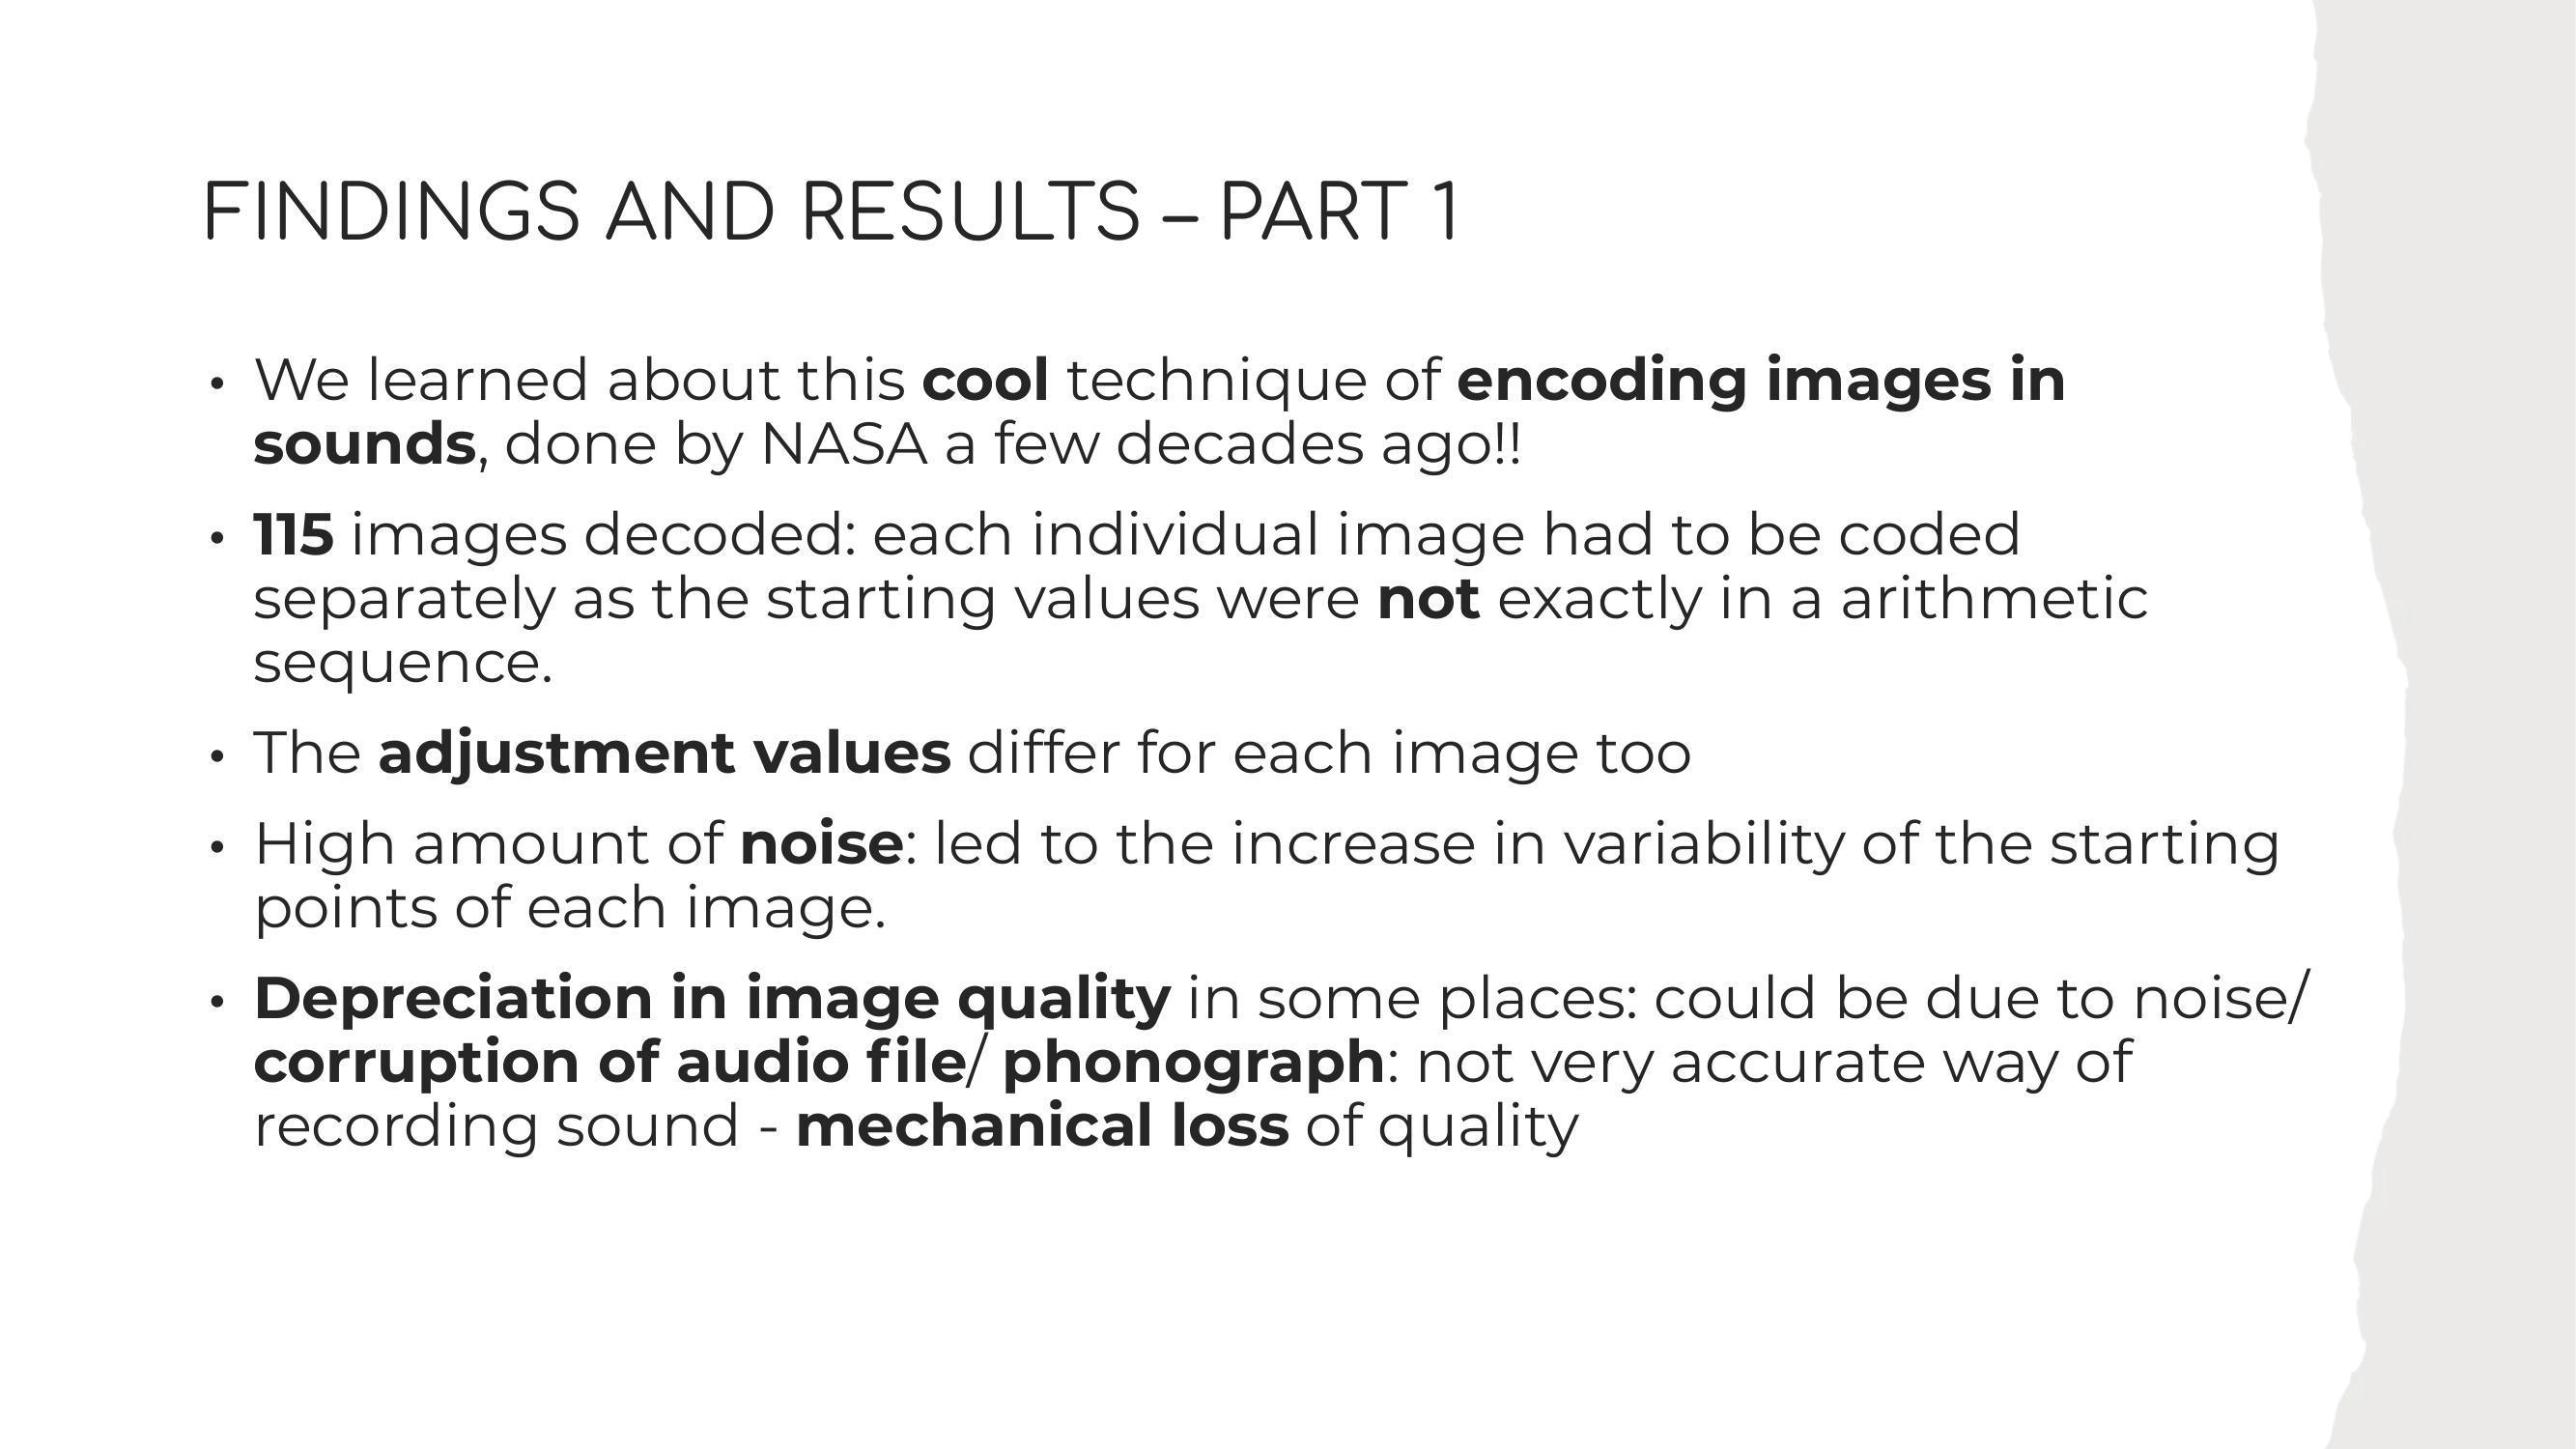 FINDINGS AND RESULTS – PART 1
• We learned about this cool technique of encoding images in
sounds, done by NASA a few decades ago!!
• 115 images decoded: each individual image had to be coded
separately as the starting values were not exactly in a arithmetic
sequence.
• The adjustment values differ for each image too
• High amount of noise: led to the increase in variability of the starting
points of each image.
• Depreciation in image quality in some places: could be due to noise/
corruption of audio file/ phonograph: not very accurate way of
recording sound - mechanical loss of quality